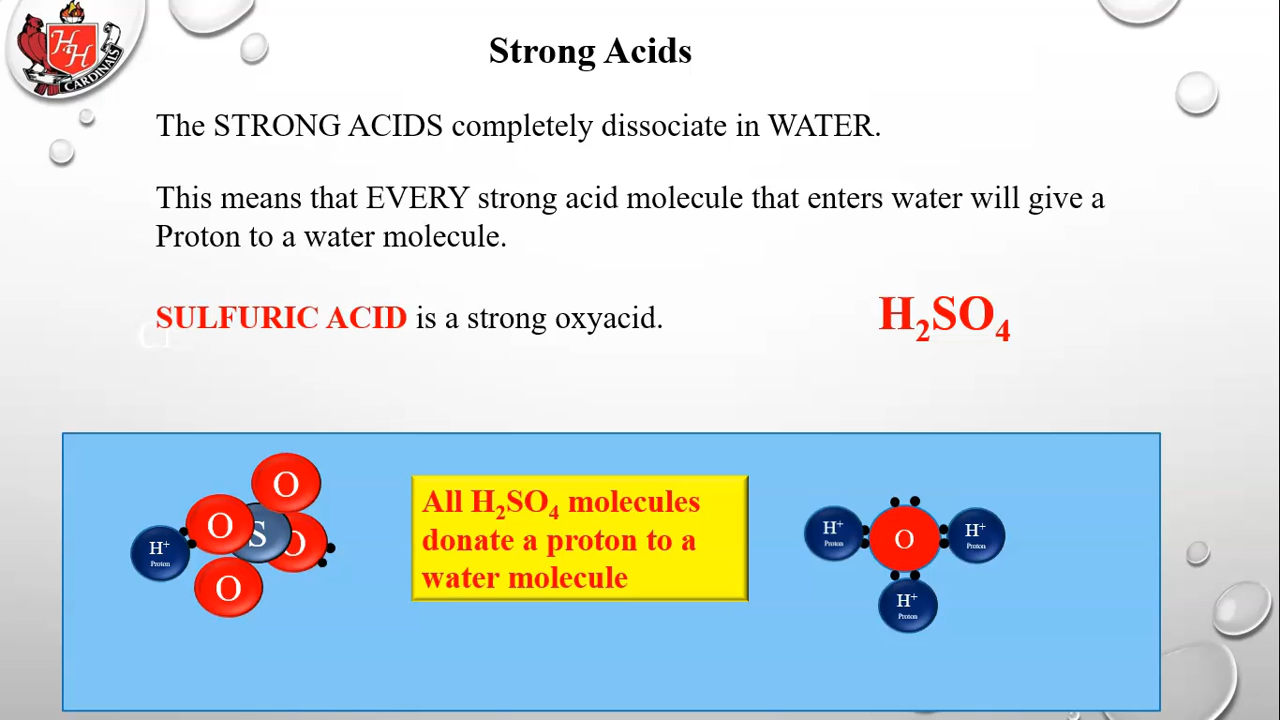 HH
CARDINALS
Strong Acids
The STRONG ACIDS completely dissociate in WATER.
This means that EVERY strong acid molecule that enters water will give a
Proton to a water molecule.
SULFURIC ACID is a strong oxyacid.
H₂SO₄
O
O
S
O
O
H⁺
Proton
All H₂SO₄ molecules
donate a proton to a
water molecule
H⁺
Proton
O
H⁺
Proton
H⁺
Proton